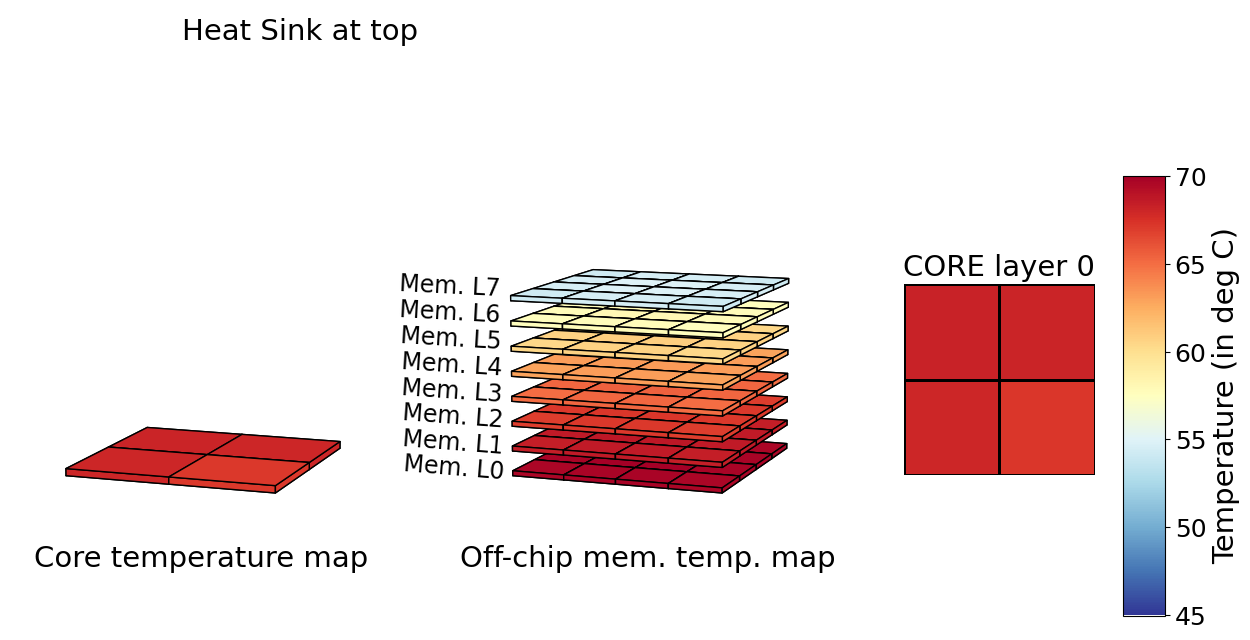 Heat Sink at top
Mem. L7
Mem. L6
Mem. L5
Mem. L4
Mem. L3
Mem. L2
Mem. L1
Mem. L0
Core temperature map
Off-chip mem. temp. map
CORE layer 0
70
65
60
55
50
45
Temperature (in deg C)